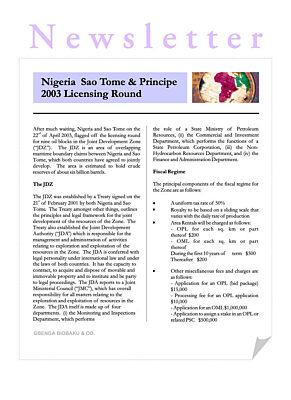 Newsletter
Nigeria Sao Tome & Principe
2003 Licensing Round
After much waiting, Nigeria and Sao Tome on the
22nd of April 2003, flagged off the licensing round
for nine oil blocks in the Joint Development Zone
("JDZ"). The JDZ is an area of overlapping
maritime boundary claims between Nigeria and Sao
Tome, which both countries have agreed to jointly
develop. The area is estimated to hold crude
reserves of about six billion barrels.
The JDZ
The JDZ was established by a Treaty signed on the
21st of February 2001 by both Nigeria and Sao
Tome. The Treaty amongst other things, outlines
the principles and legal framework for the joint
development of the resources of the Zone. The
Treaty also established the Joint Development
Authority ("JDA") which is responsible for the
management and administration of activities
relating to exploration and exploitation of the
resources in the Zone. The JDA is conferred with
legal personality under international law and under
the laws of both countries. It has the capacity to
contract, to acquire and dispose of movable and
immovable property and to institute and be party
to legal proceedings. The JDA reports to a Joint
Ministerial Council ("JMC"), which has overall
responsibility for all matters relating to the
exploration and exploitation of resources in the
Zone. The JDA itself is made up of four
departments. (i) the Monitoring and Inspections
Department, which performs
the role of a State Ministry of Petroleum
Resources, (ii) the Commercial and Investment
Department, which performs the functions of a
State Petroleum Corporation, (iii) the Non-
Hydrocarbon Resources Department, and (iv) the
Finance and Administration Department.
Fiscal Regime
The principal components of the fiscal regime for
the Zone are as follows:
• A uniform tax rate of 50%
• Royalty to be based on a sliding scale that
varies with the daily rate of production
• Area Rentals will be charged as follows:
- OPL for each sq. km or part
thereof $200
- OML for each sq. km or part
thereof
During the first 10 years of term $500
Thereafter $200
• Other miscellaneous fees and charges are
as follows:
- Application for an OPL (bid package)
$15,000
- Processing fee for an OPL application
$10,000
- Application for an OML $1,000,000
- Application to assign a stake in an OPL or
related PSC $500,000
GBENGA BIOBAKU & CO.